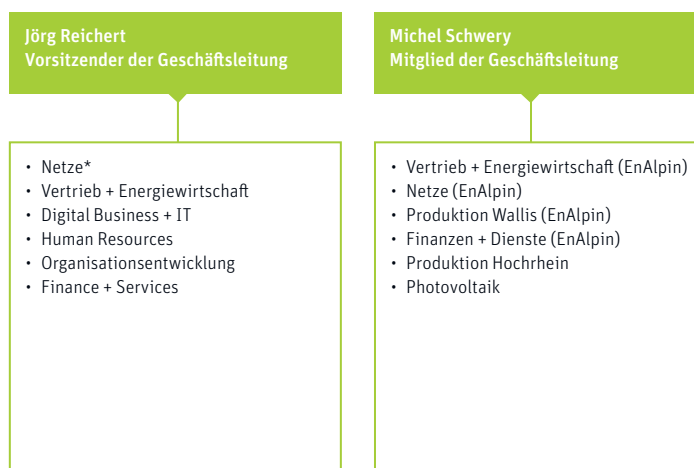 Jörg Reichert
Vorsitzender der Geschäftsleitung
• Netze*
• Vertrieb + Energiewirtschaft
• Digital Business + IT
• Human Resources
• Organisationsentwicklung
• Finance + Services
Michel Schwery
Mitglied der Geschäftsleitung
• Vertrieb + Energiewirtschaft (EnAlpin)
• Netze (EnAlpin)
• Produktion Wallis (EnAlpin)
• Finanzen + Dienste (EnAlpin)
• Produktion Hochrhein
• Photovoltaik